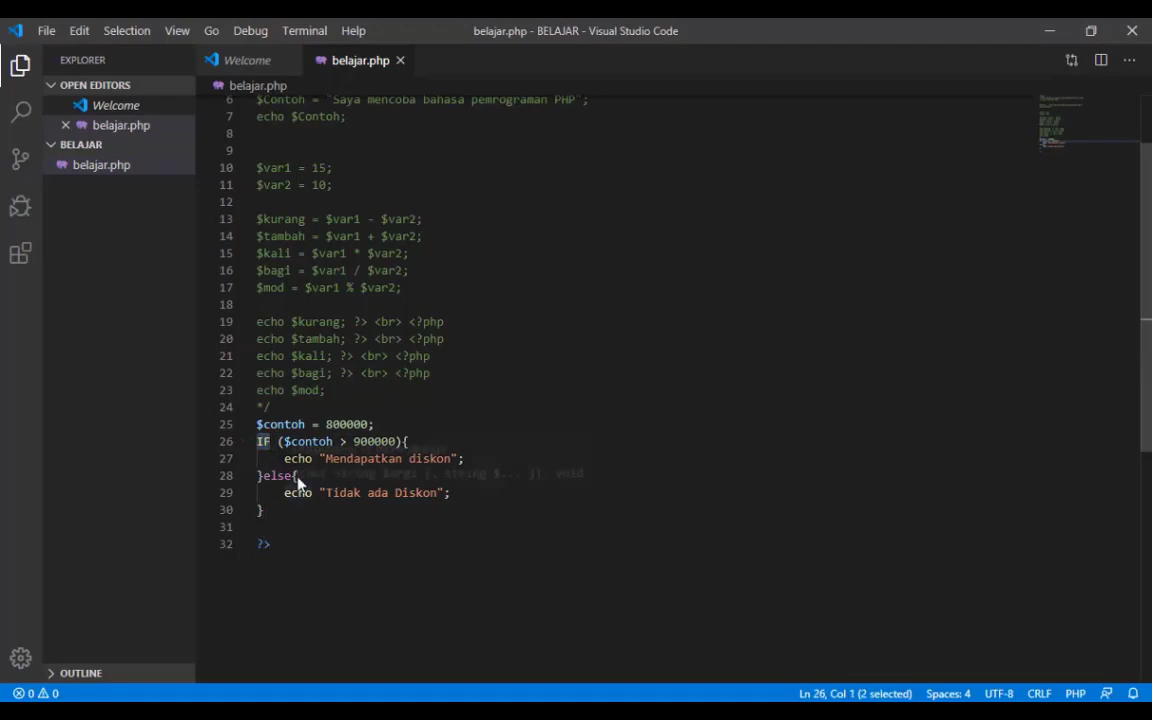 File Edit Selection View Go Debug Terminal Help
belajar.php - BELAJAR - Visual Studio Code
EXPLORER
OPEN EDITORS
Welcome
belajar.php
BELAJAR
belajar.php
OUTLINE
Welcome
belajar.php
belajar.php
6 $Contoh = "Saya mencoba bahasa pemrograman PHP";
7 echo $Contoh;
8
9
10 $var1 = 15;
11 $var2 = 10;
12
13 $kurang = $var1 - $var2;
14 $tambah = $var1 + $var2;
15 $kali = $var1 * $var2;
16 $bagi = $var1 / $var2;
17 $mod = $var1 % $var2;
18
19 echo $kurang; ?> <br> <?php
20 echo $tambah; ?> <br> <?php
21 echo $kali; ?> <br> <?php
22 echo $bagi; ?> <br> <?php
23 echo $mod;
24 */
25 $contoh = 800000;
26 IF ($contoh > 900000){
27 echo "Mendapatkan diskon";
28 }else{
29 echo "Tidak ada Diskon";
30 }
31
32 ?>
0 0
Ln 26, Col 1 (2 selected) Spaces: 4 UTF-8 CRLF PHP